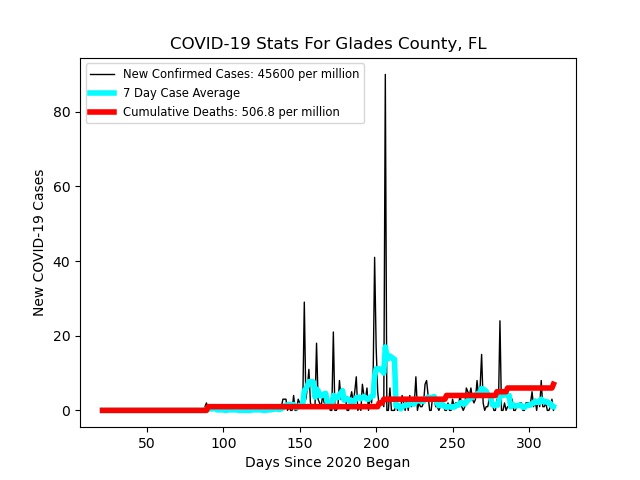 COVID-19 Stats For Glades County, FL
New Confirmed Cases: 45600 per million
7 Day Case Average
Cumulative Deaths: 506.8 per million
New COVID-19 Cases
80
60
40
20
0
50 100 150 200 250 300
Days Since 2020 Began